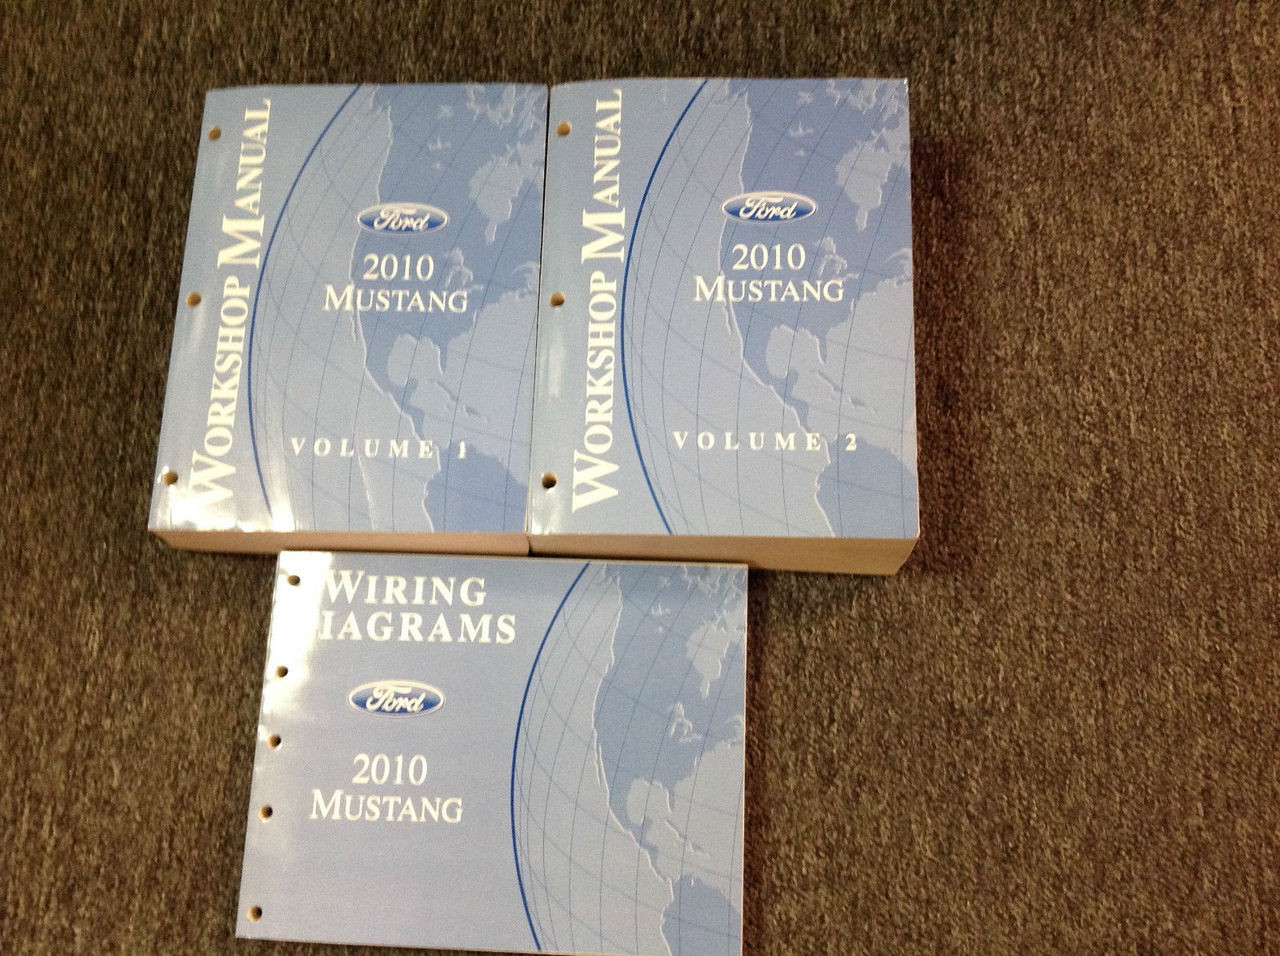 WORKSHOP MANUAL
Ford
2010
MUSTANG
VOLUME 1
WORKSHOP MANUAL
Ford
2010
MUSTANG
VOLUME 2
WIRING
IAGRAMS
Ford
2010
MUSTANG